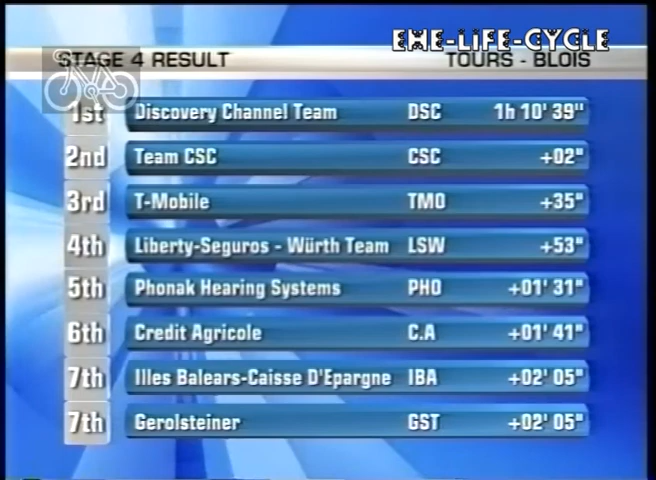 EHE-LIFE-CYCLE
STAGE 4 RESULT TOURS - BLOIS
1st Discovery Channel Team DSC 1h 10' 39"
2nd Team CSC CSC +02"
3rd T-Mobile TMO +35"
4th Liberty-Seguros - Würth Team LSW +53"
5th Phonak Hearing Systems PHO +01' 31"
6th Credit Agricole C.A +01' 41"
7th Illes Balears-Caisse D'Epargne IBA +02' 05"
7th Gerolsteiner GST +02' 05"